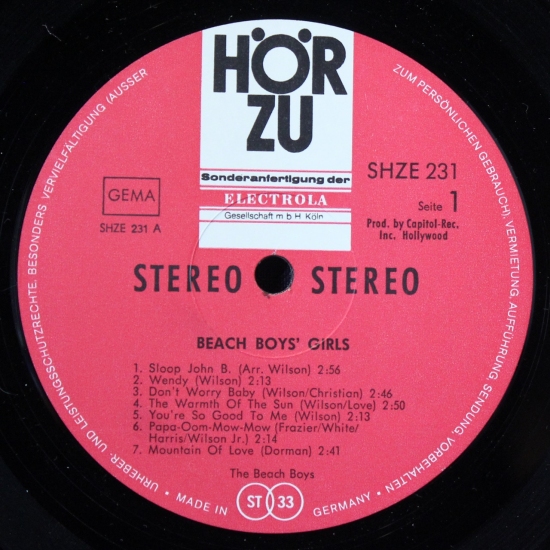 HÖR
ZU
Sonderanfertigung der
ELECTROLA
Gesellschaft m b H. Köln
GEMA
SHZE 231 A
SHZE 231
Seite 1
Prod. by Capitol-Rec.
Inc. Hollywood
STEREO STEREO
BEACH BOYS' GIRLS
1. Sloop John B. (Arr. Wilson) 2:56
2. Wendy (Wilson) 2:13
3. Don't Worry Baby (Wilson/Christian) 2:46
4. The Warmth Of The Sun (Wilson/Love) 2:50
5. You're So Good To Me (Wilson) 2:13
6. Papa-Oom-Mow-Mow (Frazier/White/
Harris/Wilson Jr.) 2:14
7. Mountain Of Love (Dorman) 2:41
The Beach Boys
URHEBER UND LEISTUNGSSCHUTZRECHTE, BESONDERS VERVIELFÄLTIGUNG (AUSSER
ZUM PERSÖNLICHEN GEBRAUCH), VERMIETUNG, AUFFÜHRUNG, SENDUNG, VORBEHALTEN
• MADE IN ST 33 GERMANY •